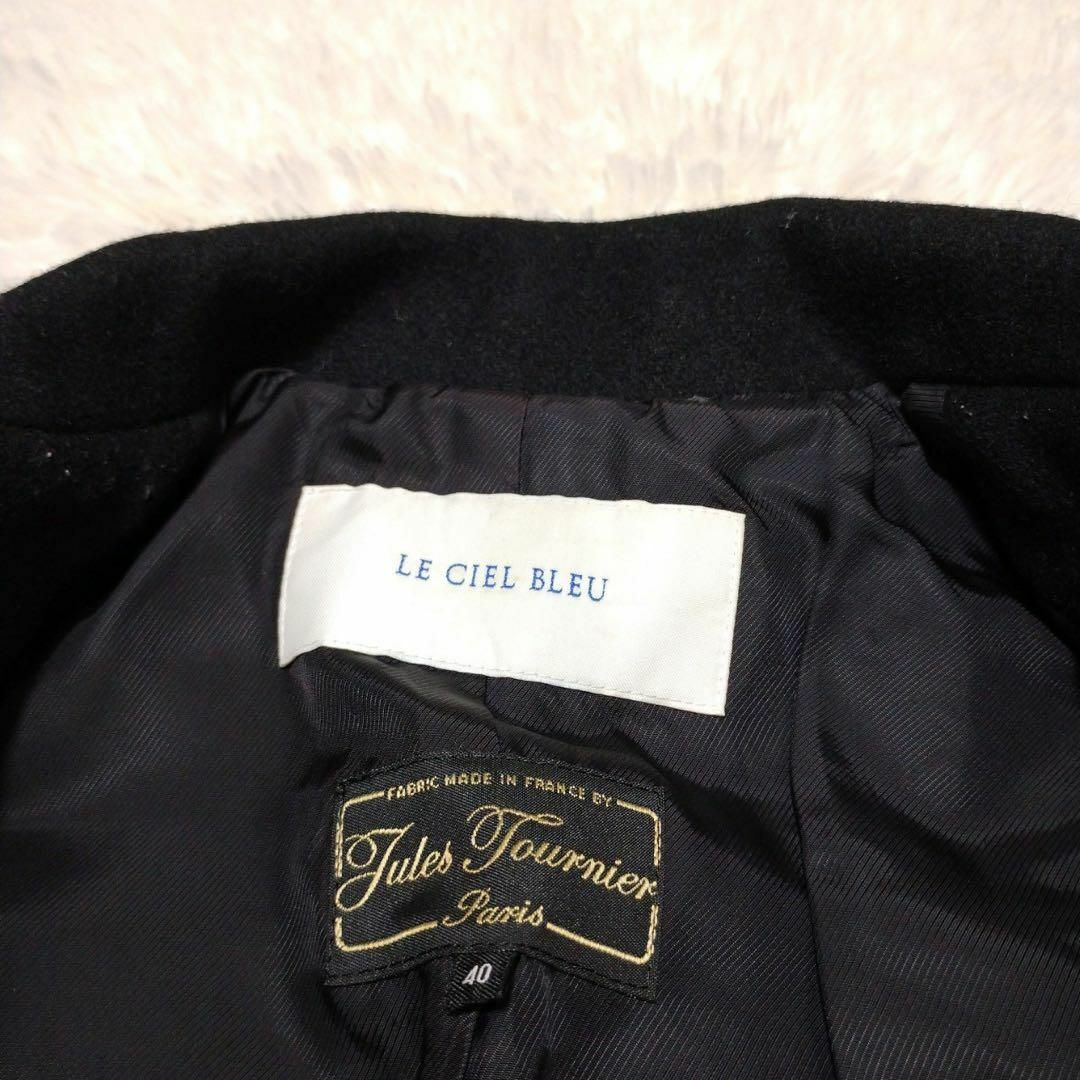 LE CIEL BLEU
FABRIC MADE IN FRANCE BY
Jules Tournier
Paris
40